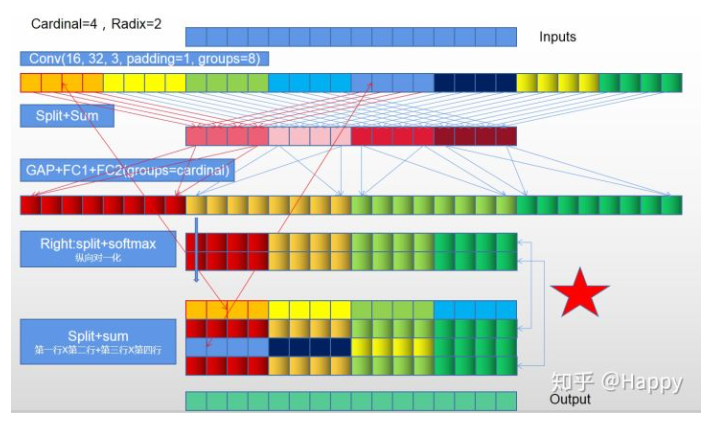 Cardinal=4，Radix=2
Inputs
Conv(16, 32, 3, padding=1, groups=8)
Split+Sum
GAP+FC1+FC2(groups=cardinal)
Right:split+softmax
纵向对一化
Split+sum
第一行X第二行+第三行X第四行
知乎 @Happy
Output